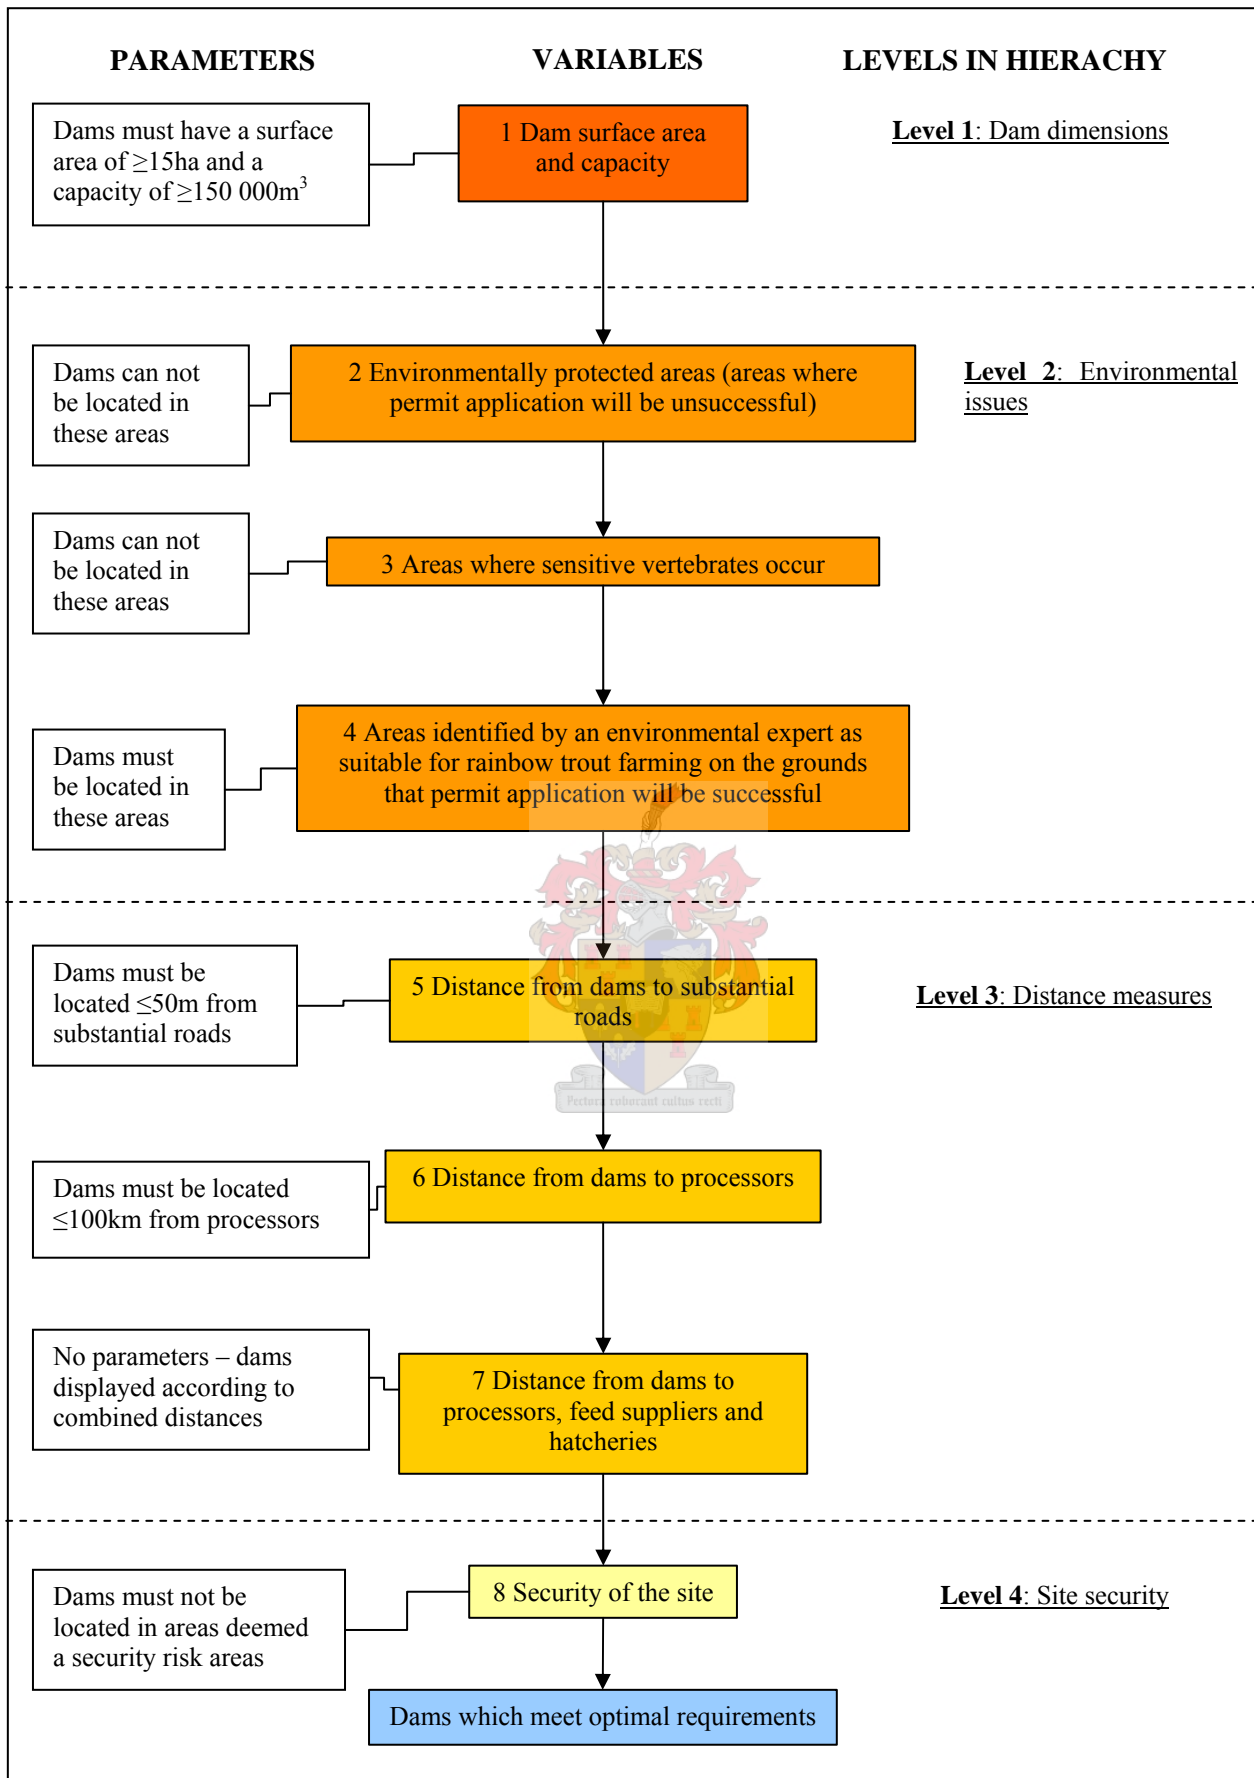 PARAMETERS VARIABLES LEVELS IN HIERACHY
Dams must have a surface
area of ≥15ha and a
capacity of ≥150 000m³
1 Dam surface area
and capacity
Level 1: Dam dimensions
Dams can not
be located in
these areas
2 Environmentally protected areas (areas where
permit application will be unsuccessful)
Level 2: Environmental
issues
Dams can not
be located in
these areas
3 Areas where sensitive vertebrates occur
Dams must
be located in
these areas
4 Areas identified by an environmental expert as
suitable for rainbow trout farming on the grounds
that permit application will be successful
Dams must be
located ≤50m from
substantial roads
5 Distance from dams to substantial
roads
Level 3: Distance measures
Pectora roborant cultus recti
Dams must be located
≤100km from processors
6 Distance from dams to processors
No parameters – dams
displayed according to
combined distances
7 Distance from dams to
processors, feed suppliers and
hatcheries
Dams must not be
located in areas deemed
a security risk areas
8 Security of the site
Level 4: Site security
Dams which meet optimal requirements